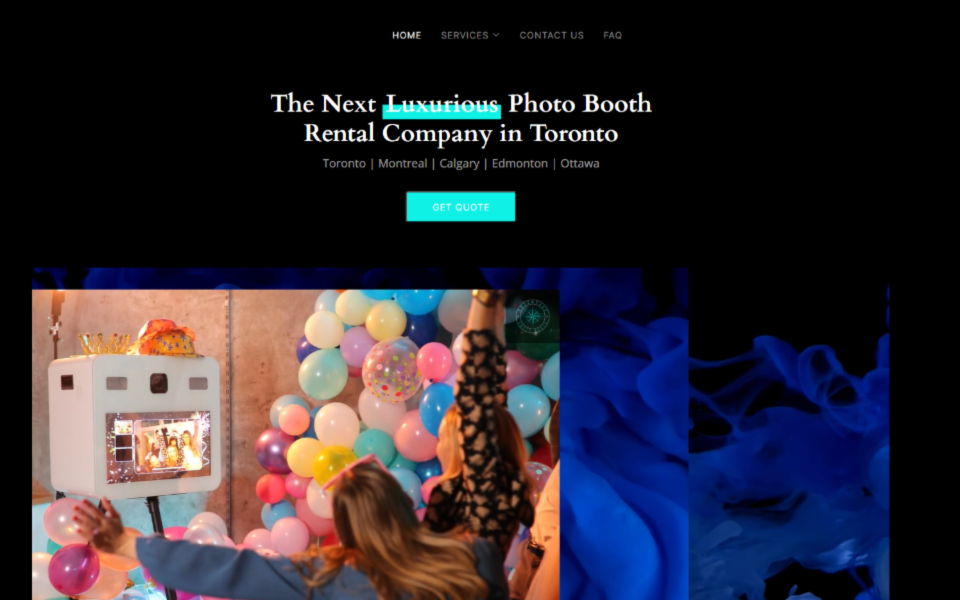 HOME SERVICES CONTACT US FAQ
The Next Luxurious Photo Booth
Rental Company in Toronto
Toronto | Montreal | Calgary | Edmonton | Ottawa
GET QUOTE